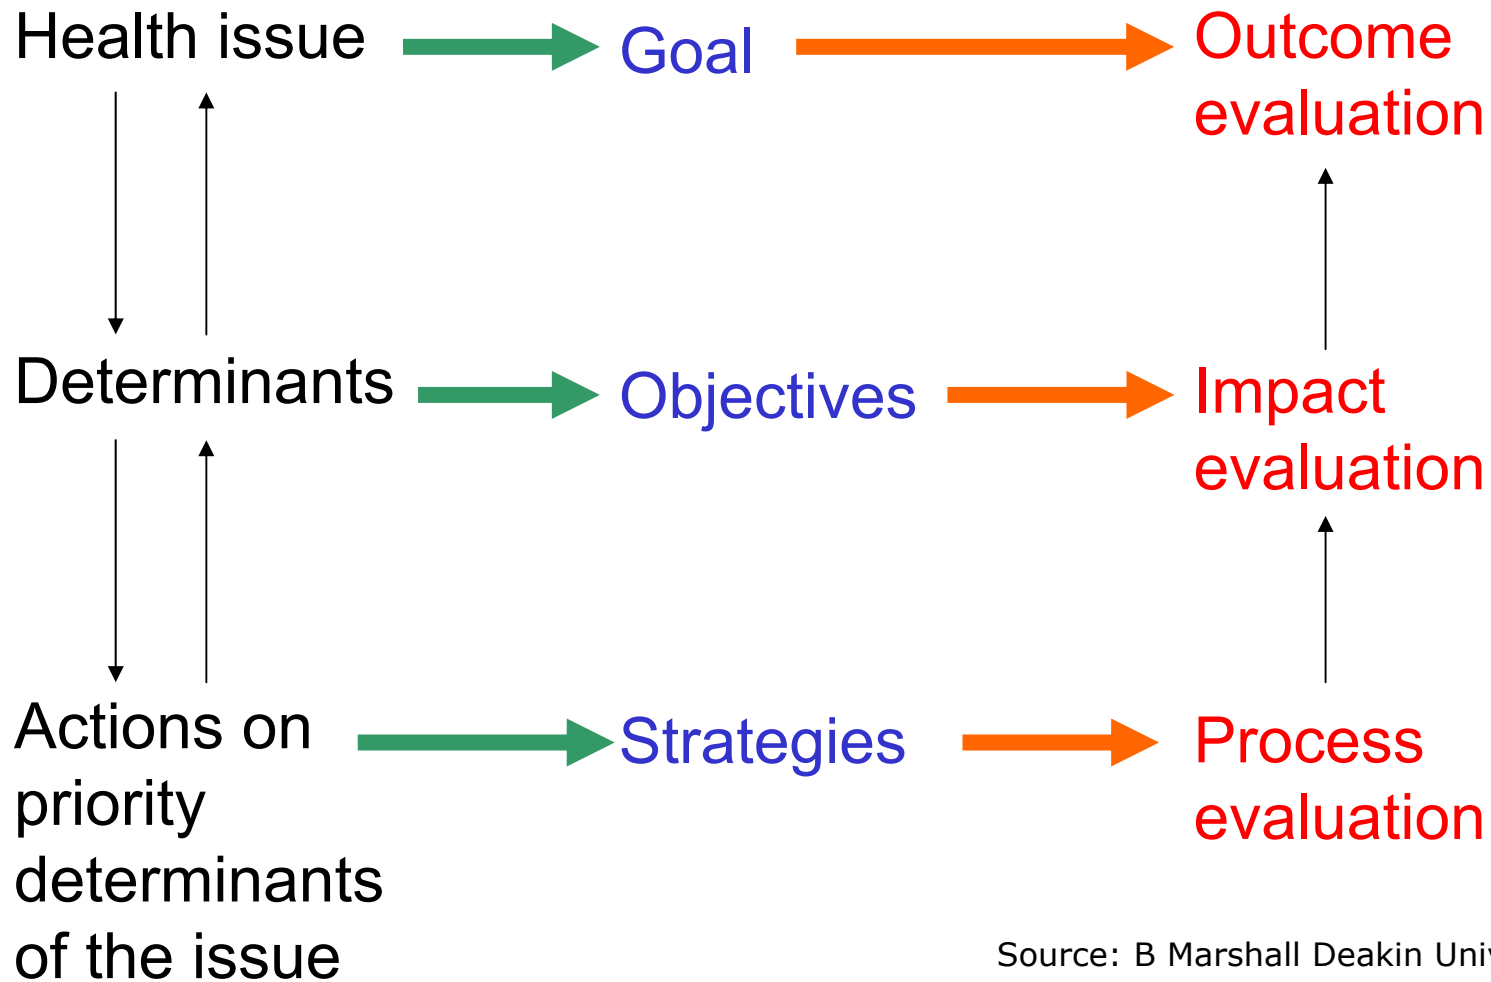 Health issue
Goal
Outcome
evaluation
Determinants
Objectives
Impact
evaluation
Actions on
priority
determinants
of the issue
Strategies
Process
evaluation
Source: B Marshall Deakin Univ